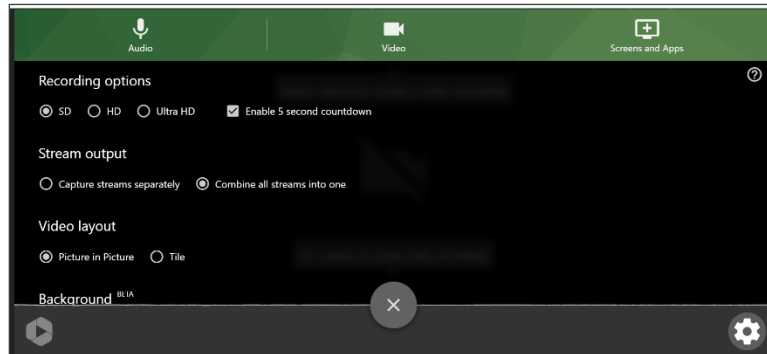 Audio
Video
Screens and Apps
Recording options
SD HD Ultra HD Enable 5 second countdown
Stream output
Capture streams separately Combine all streams into one
Video layout
Picture in Picture Tile
Background BETA